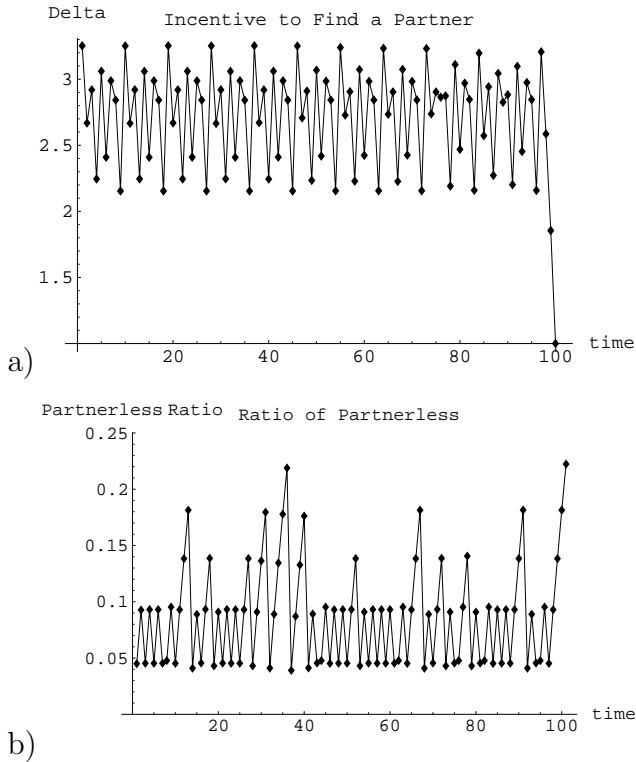 Delta
Incentive to Find a Partner
3
2.5
2
1.5
20 40 60 80 100
time
a)
Partnerless Ratio Ratio of Partnerless
0.25
0.2
0.15
0.1
0.05
20 40 60 80 100
time
b)